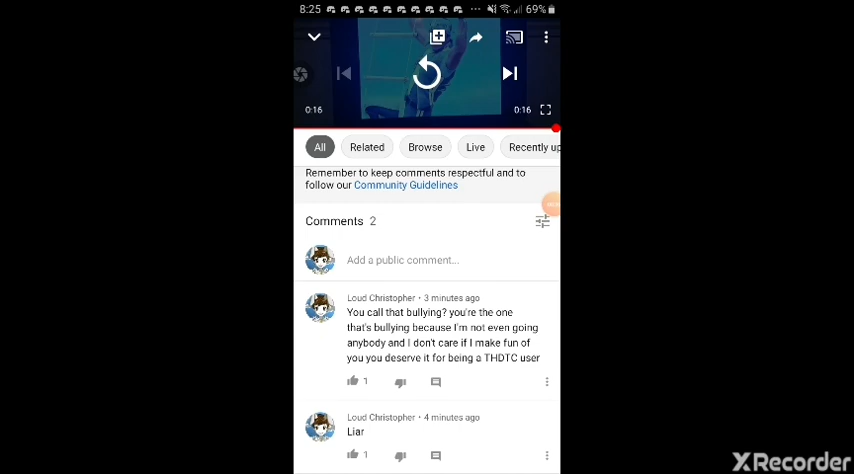 8:25
69%
0:16
0:16
All
Related
Browse
Live
Recently up
Remember to keep comments respectful and to
follow our Community Guidelines
Comments 2
Add a public comment...
Loud Christopher • 3 minutes ago
You call that bullying? you're the one
that's bullying because I'm not even going
anybody and I don't care if I make fun of
you you deserve it for being a THDTC user
1
Loud Christopher • 4 minutes ago
Liar
1
XRecorder